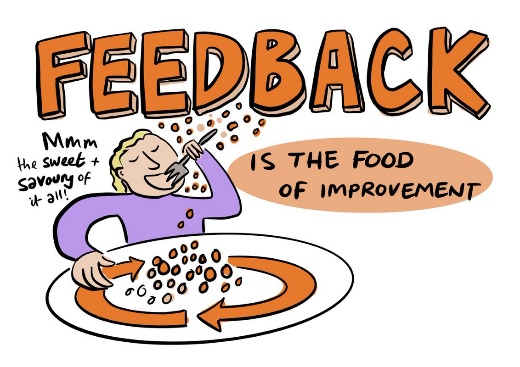 FEEDBACK
Mmm
the sweet +
savoury of
it all!
IS THE FOOD
OF IMPROVEMENT